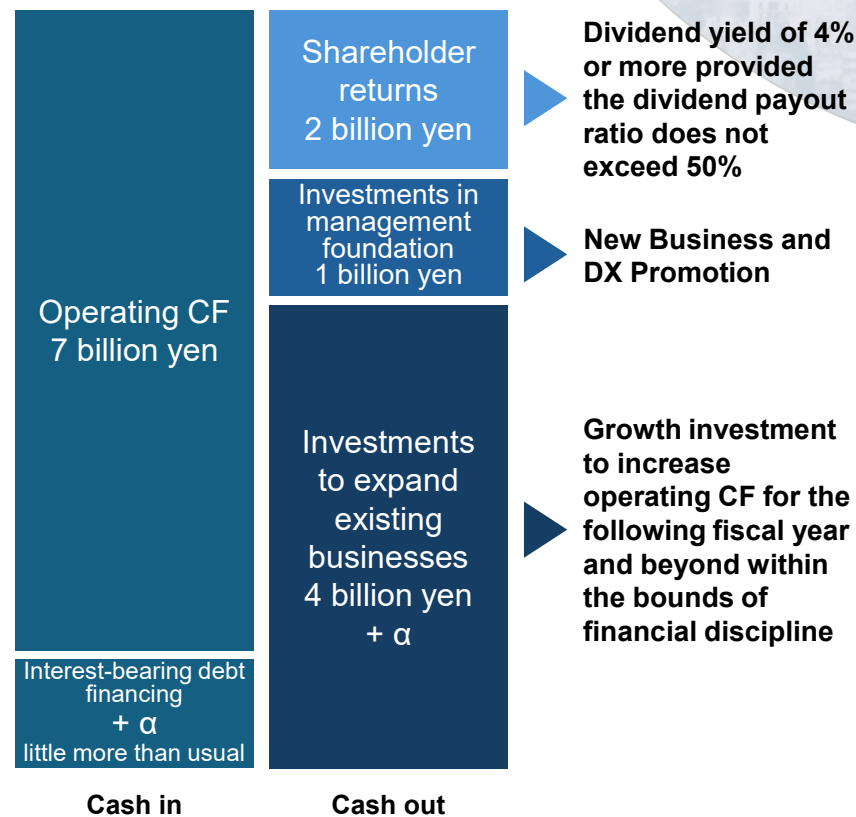 Operating CF
7 billion yen
Interest-bearing debt
financing
+ α
little more than usual
Cash in
Shareholder
returns
2 billion yen
Investments in
management
foundation
1 billion yen
Investments
to expand
existing
businesses
4 billion yen
+ α
Cash out
Dividend yield of 4%
or more provided
the dividend payout
ratio does not
exceed 50%
New Business and
DX Promotion
Growth investment
to increase
operating CF for the
following fiscal year
and beyond within
the bounds of
financial discipline